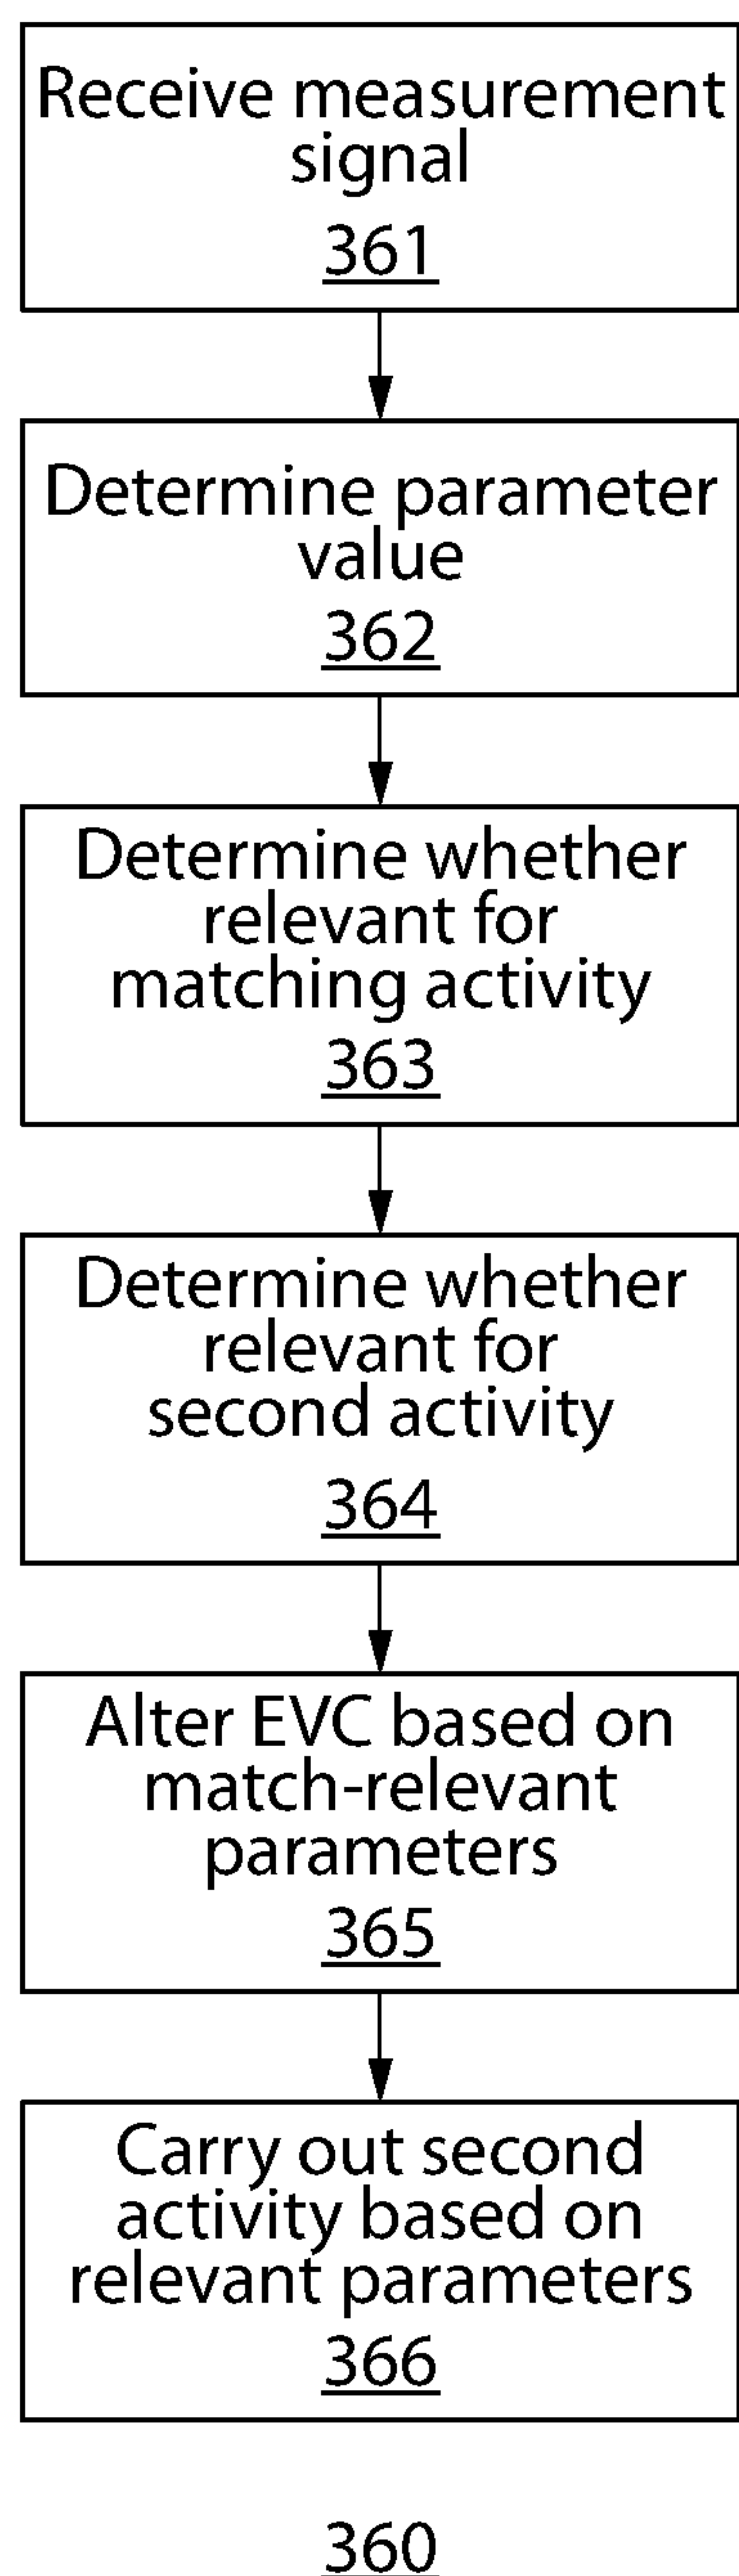 Receive measurement
signal
361
Determine parameter
value
362
Determine whether
relevant for
matching activity
363
Determine whether
relevant for
second activity
364
Alter EVC based on
match-relevant
parameters
365
Carry out second
activity based on
relevant parameters
366
360